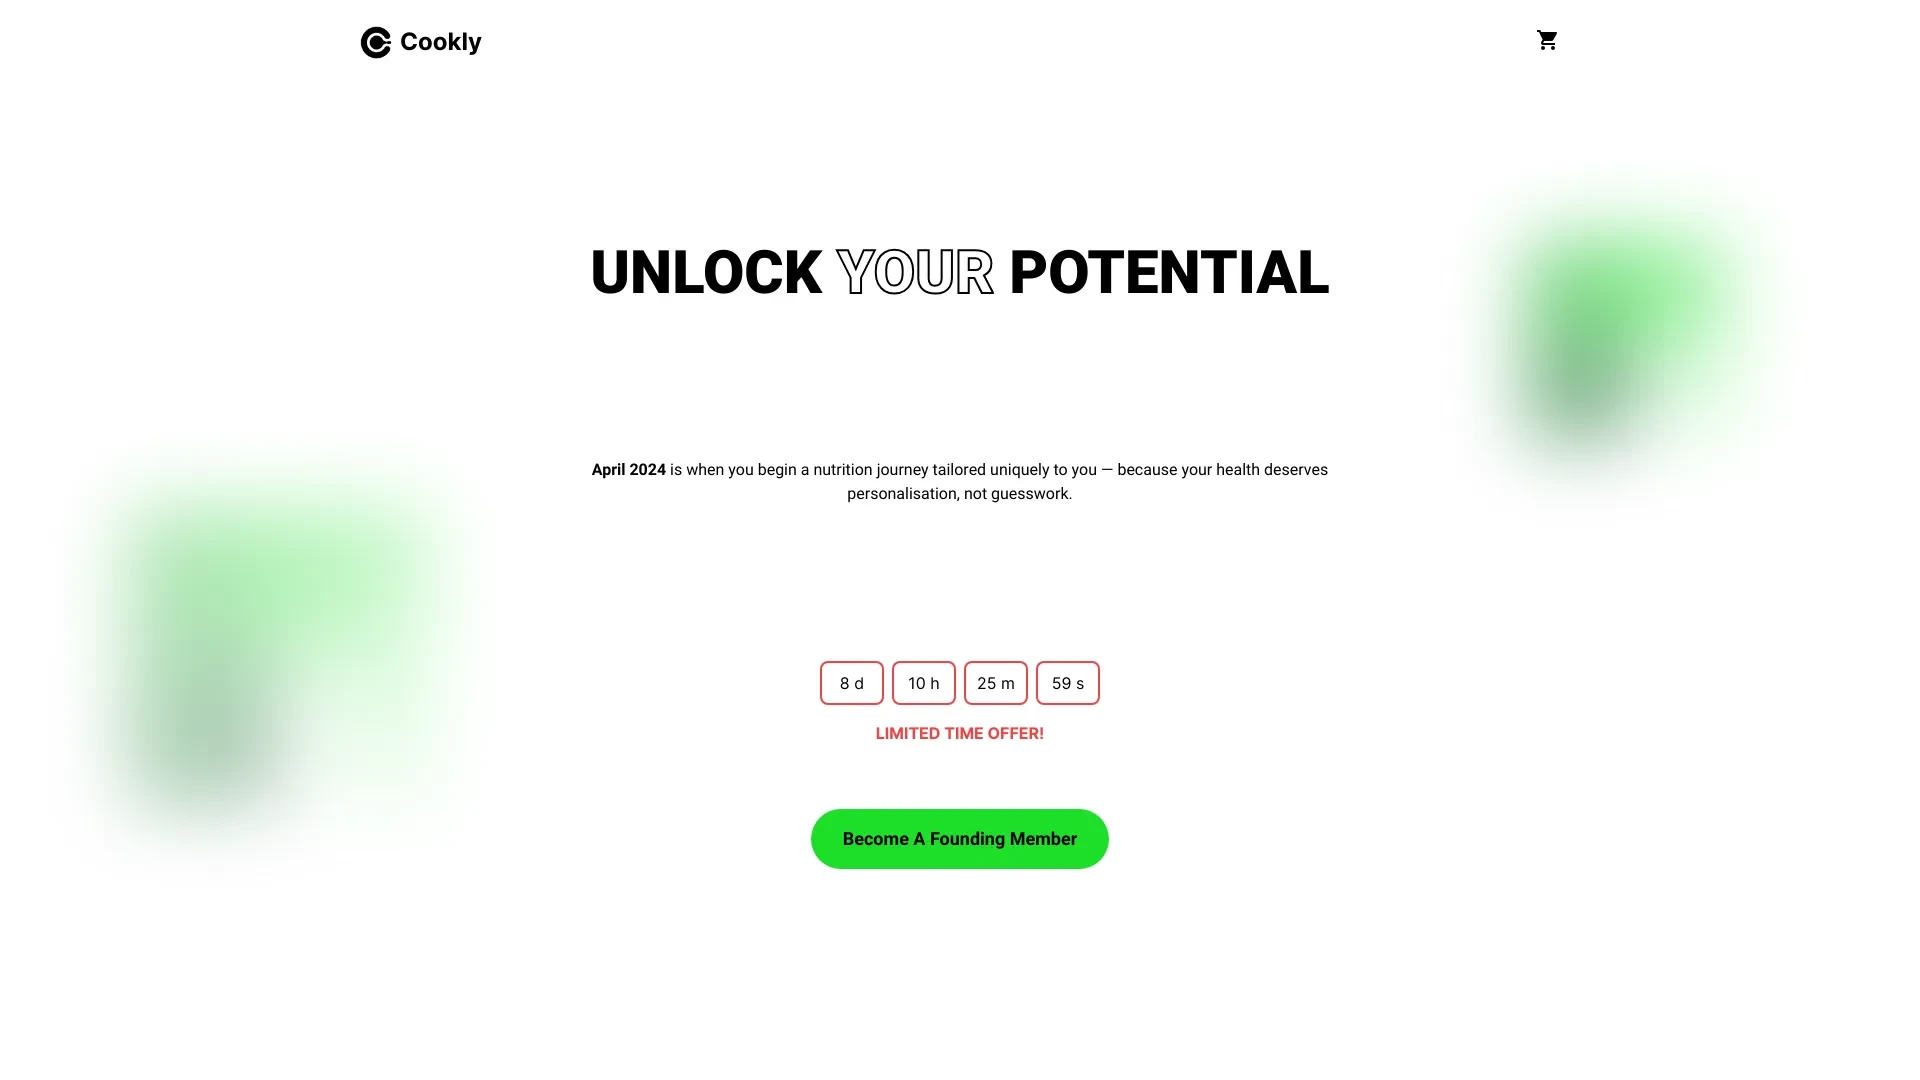 Cookly
UNLOCK YOUR POTENTIAL
April 2024 is when you begin a nutrition journey tailored uniquely to you — because your health deserves
personalisation, not guesswork.
8 d 10 h 25 m 59 s
LIMITED TIME OFFER!
Become A Founding Member